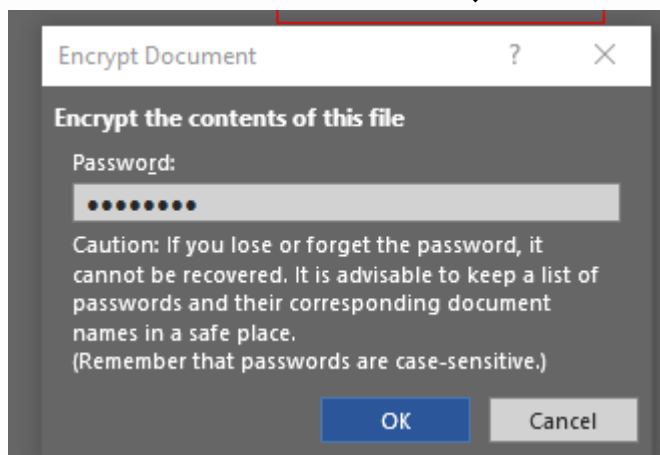 Encrypt Document ?
Encrypt the contents of this file
Password:
••••••••
Caution: If you lose or forget the password, it
cannot be recovered. It is advisable to keep a list of
passwords and their corresponding document
names in a safe place.
(Remember that passwords are case-sensitive.)
OK Cancel